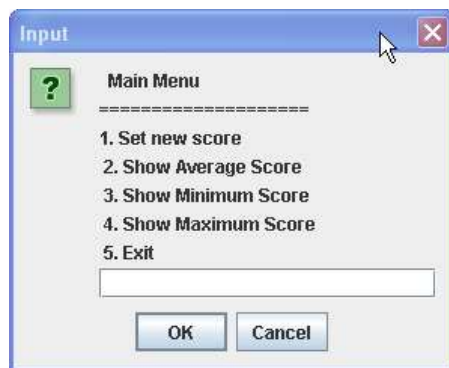 Input
?
Main Menu
====================
1. Set new score
2. Show Average Score
3. Show Minimum Score
4. Show Maximum Score
5. Exit
OK Cancel